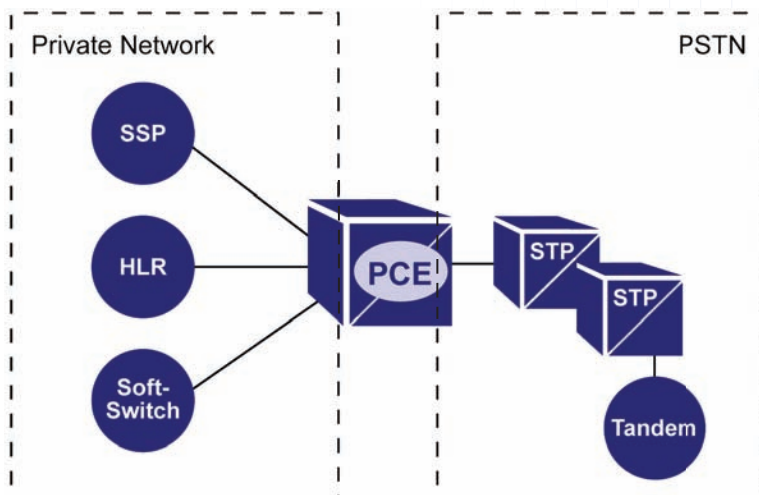 Private Network
PSTN
SSP
HLR
Soft-
Switch
PCE
STP
STP
Tandem